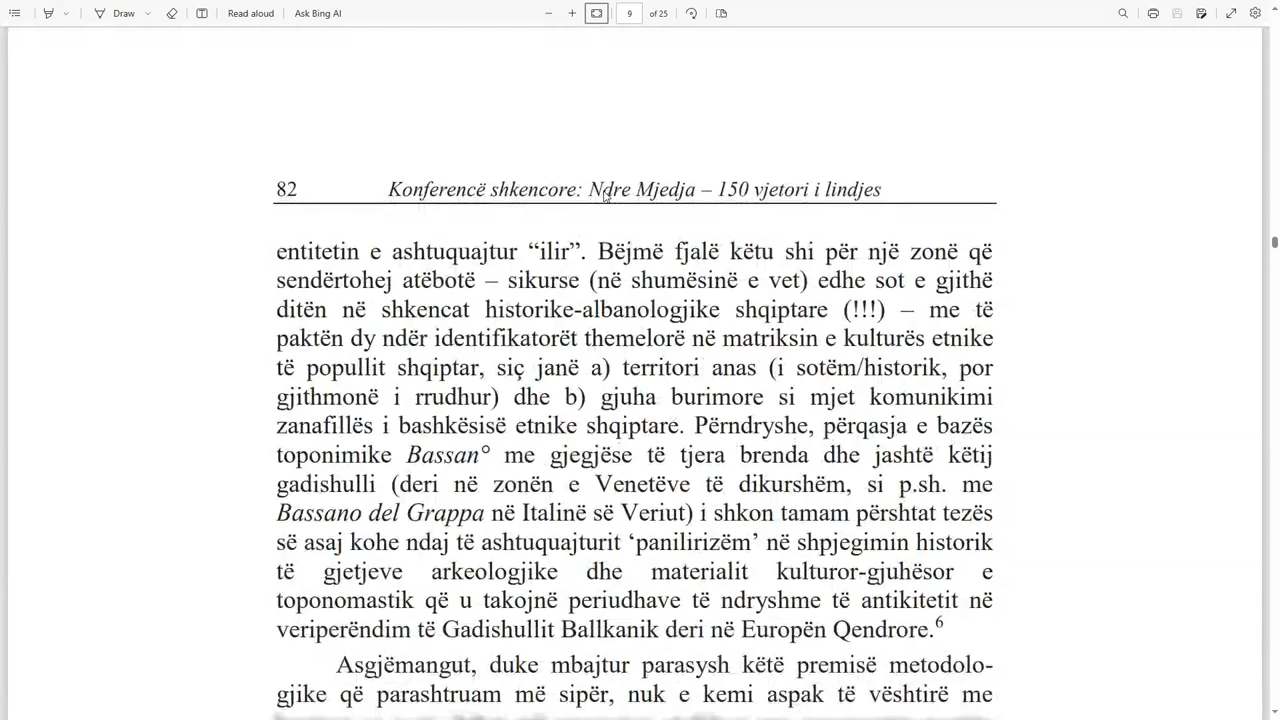 Draw
Read aloud
Ask Bing AI
9 of 25
82 Konferencë shkencore: Ndre Mjedja – 150 vjetori i lindjes
entitetin e ashtuquajtur “ilir”. Bëjmë fjalë këtu shi për një zonë që
sendërtohej atëbotë – sikurse (në shumësinë e vet) edhe sot e gjithë
ditën në shkencat historike-albanologjike shqiptare (!!!) – me të
paktën dy ndër identifikatorët themelorë në matriksin e kulturës etnike
të popullit shqiptar, siç janë a) territori anas (i sotëm/historik, por
gjithmonë i rrudhur) dhe b) gjuha burimore si mjet komunikimi
zanafillës i bashkësisë etnike shqiptare. Përndryshe, përqasja e bazës
toponimike Bassan° me gjegjëse të tjera brenda dhe jashtë këtij
gadishulli (deri në zonën e Venetëve të dikurshëm, si p.sh. me
Bassano del Grappa në Italinë së Veriut) i shkon tamam përshtat tezës
së asaj kohe ndaj të ashtuquajturit ‘panilirizëm’ në shpjegimin historik
të gjetjeve arkeologjike dhe materialit kulturor-gjuhësor e
toponomastik që u takojnë periudhave të ndryshme të antikitetit në
veriperëndim të Gadishullit Ballkanik deri në Europën Qendrore.6
Asgjëmangut, duke mbajtur parasysh këtë premisë metodolo-
gjike që parashtruam më sipër, nuk e kemi aspak të vështirë me